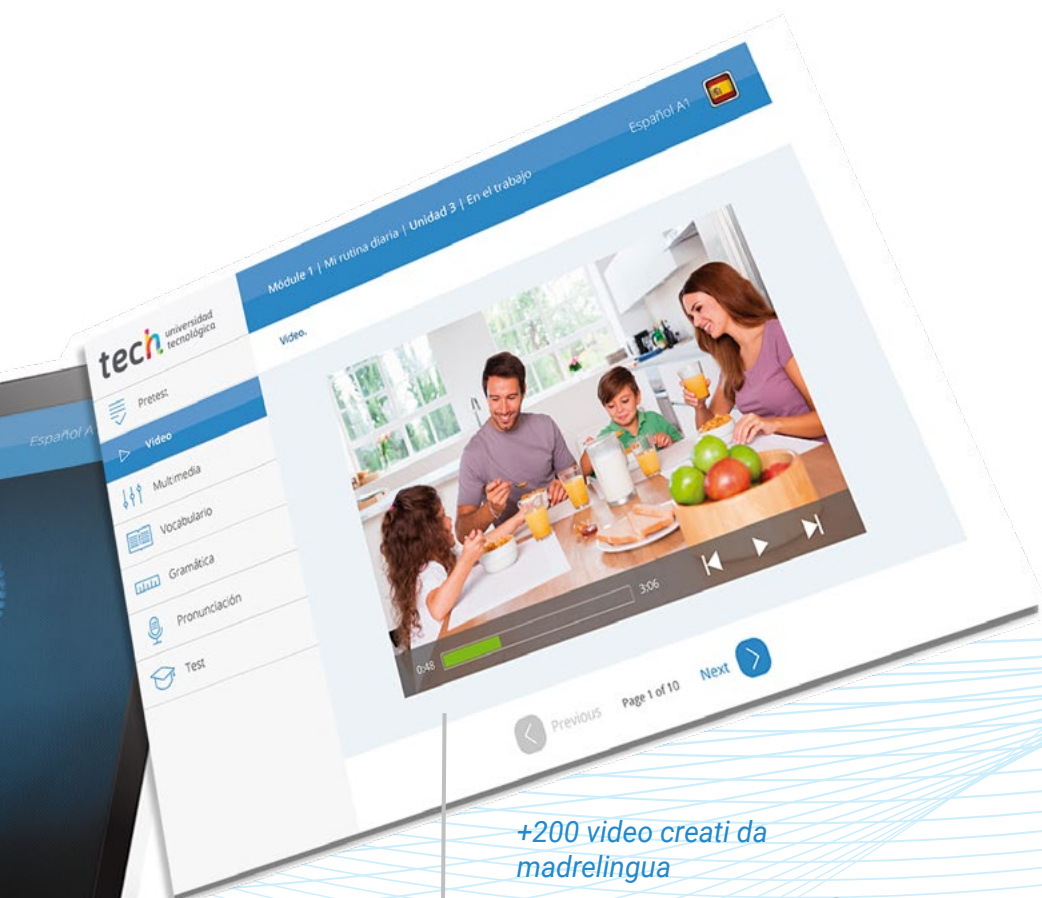 Español A1
Módule 1 | Mi rutina diaria | Unidad 3 | En el trabajo
tech universidad
tecnológica
Video.
Pretest
Video
Multimedia
Vocabulario
Gramática
Pronunciación
Test
Español A
0:48
3:06
Previous
Page 1 of 10
Next
+200 video creati da
madrelingua